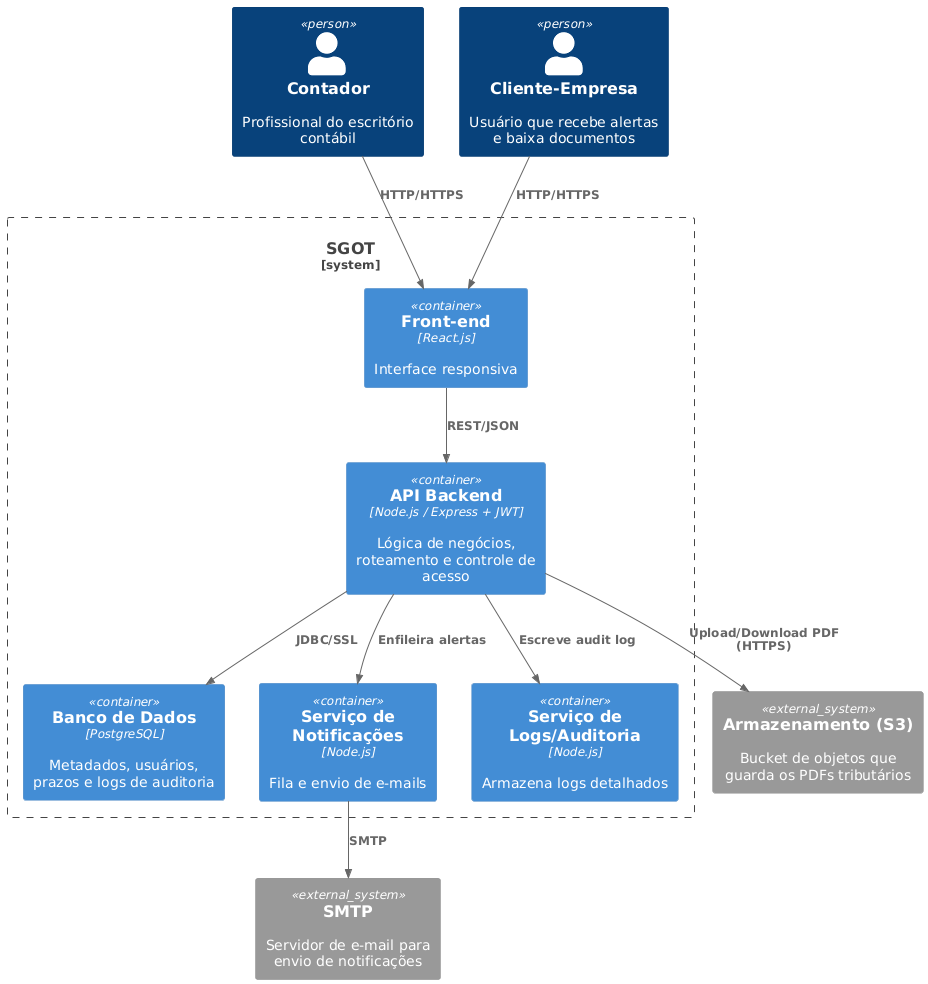 «person»
Contador
Profissional do escritório
contábil
«person»
Cliente-Empresa
Usuário que recebe alertas
e baixa documentos
HTTP/HTTPS
HTTP/HTTPS
SGOT
[system]
«container»
Front-end
[React.js]
Interface responsiva
REST/JSON
«container»
API Backend
[Node.js / Express + JWT]
Lógica de negócios,
roteamento e controle de
acesso
JDBC/SSL
Enfileira alertas
Escreve audit log
Upload/Download PDF
(HTTPS)
«container»
Banco de Dados
[PostgreSQL]
Metadados, usuários,
prazos e logs de auditoria
«container»
Serviço de
Notificações
[Node.js]
Fila e envio de e-mails
«container»
Serviço de
Logs/Auditoria
[Node.js]
Armazena logs detalhados
«external_system»
Armazenamento (S3)
Bucket de objetos que
guarda os PDFs tributários
SMTP
«external_system»
SMTP
Servidor de e-mail para
envio de notificações